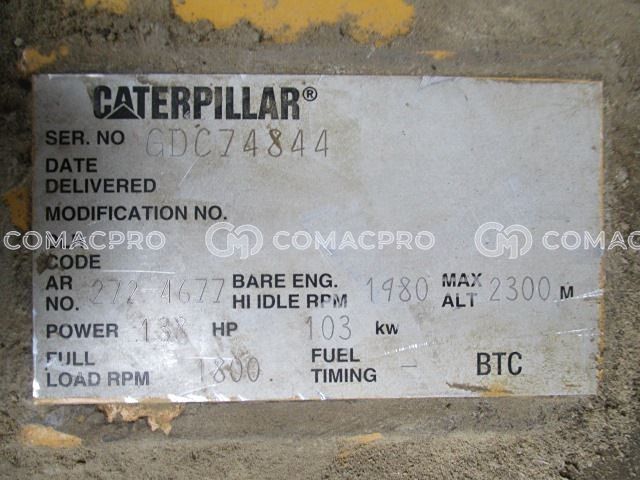 CATERPILLAR®
SER. NO GDC74844
DATE
DELIVERED
MODIFICATION NO.
COMACPRO COMACPRO COMACPRO
CODE
AR NO. 272-4677 BARE ENG. HI IDLE RPM 1980 MAX ALT 2300 M
POWER 138 HP 103 kw
FULL LOAD RPM 1800 FUEL TIMING - BTC